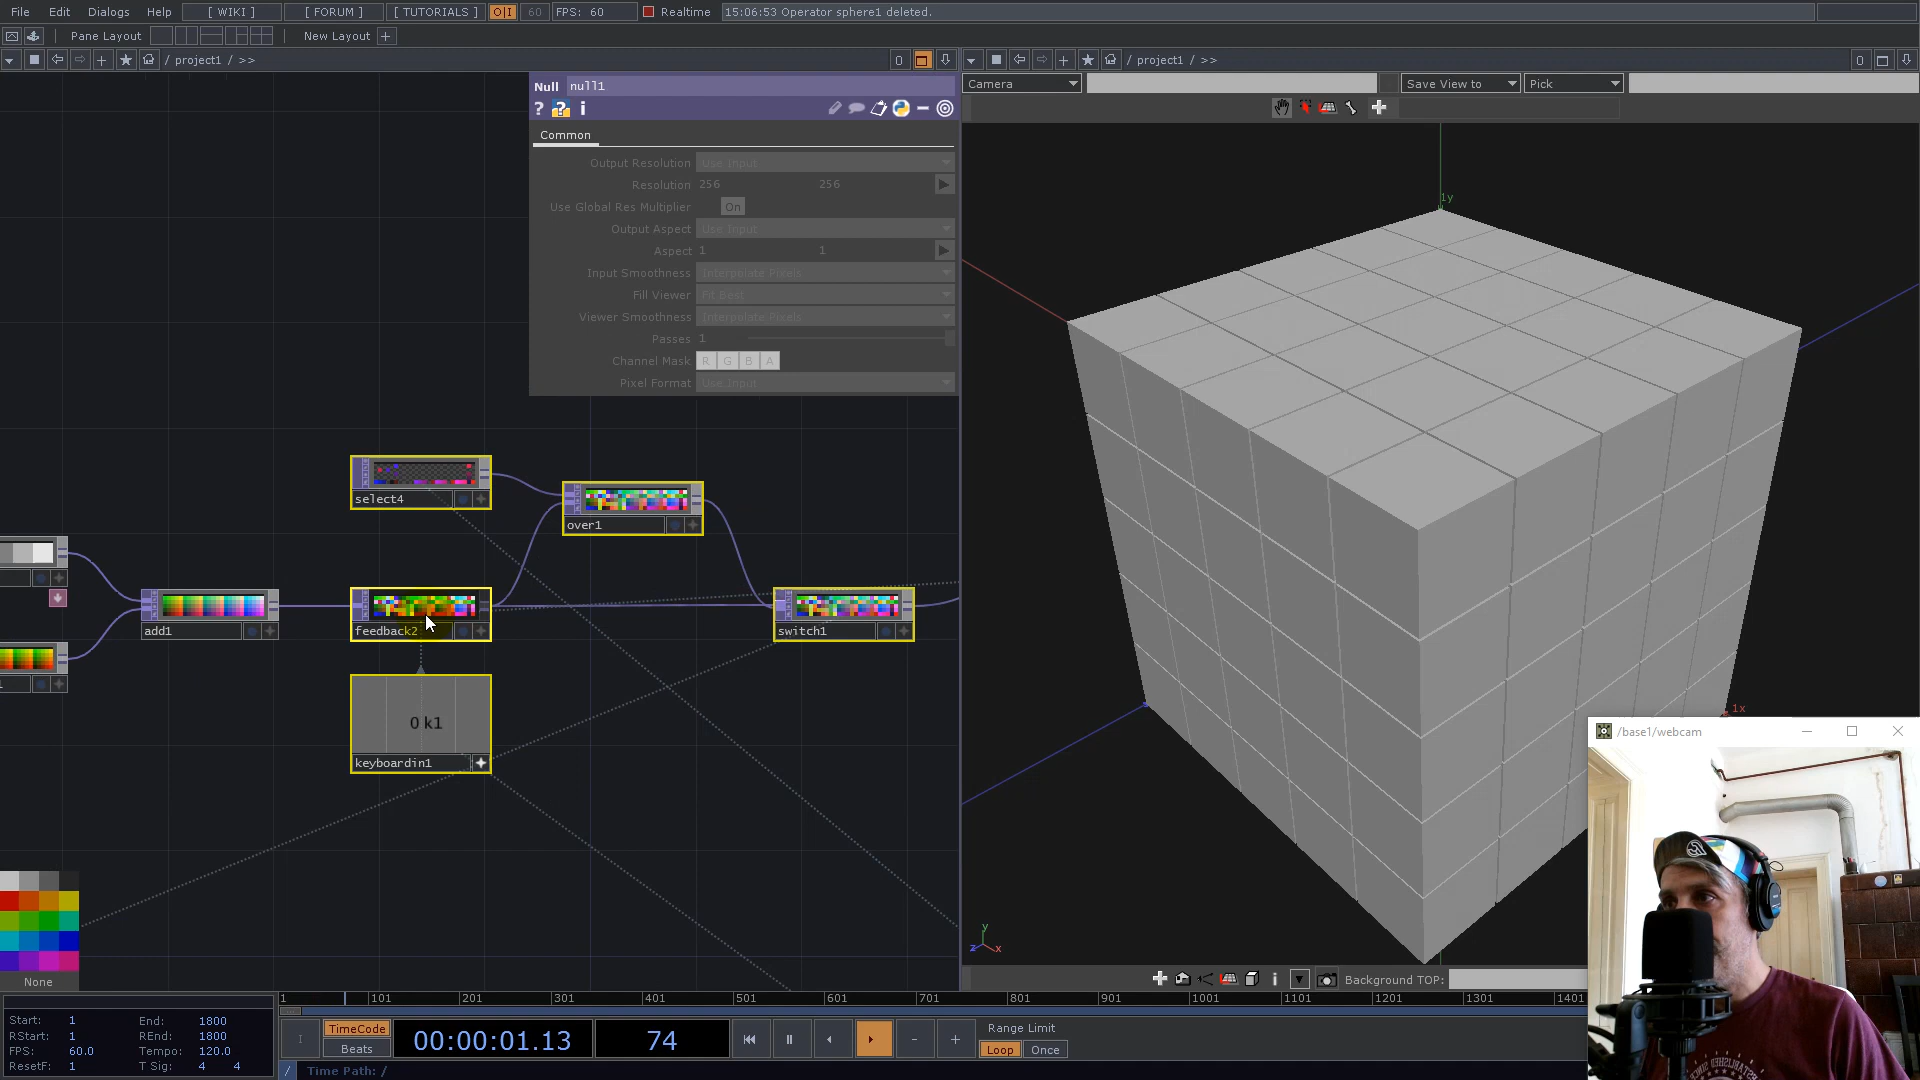 File Edit Dialogs Help [ WIKI ] [ FORUM ] [ TUTORIALS ] O|I 60 FPS: 60 Realtime 15:06:53 Operator sphere1 deleted.
Pane Layout New Layout +
/ project1 / >> 0
/ project1 / >> 0
Null null1
Camera Save View to Pick
? ? i
Common
Output Resolution Use Input
Resolution 256 256
Use Global Res Multiplier On
Output Aspect Use Input
Aspect 1 1
Input Smoothness Interpolate Pixels
Fill Viewer Fit Best
Viewer Smoothness Interpolate Pixels
Passes 1
Channel Mask R G B A
Pixel Format Use Input
1y
select4
over1
add1
feedback2
switch1
0 k1
keyboardin1
1x
/base1/webcam
y
z x
None
i Background TOP:
1 101 201 301 401 501 601 701 801 901 1001 1101 1201 1301 1401
Start: 1 End: 1800
RStart: 1 REnd: 1800
FPS: 60.0 Tempo: 120.0
ResetF: 1 T Sig: 4 4
TimeCode
Beats
00:00:01.13
74
- +
Range Limit
Loop Once
/ Time Path: /